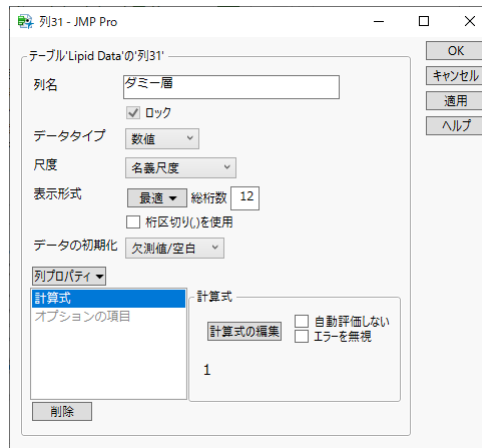 列31 - JMP Pro
テーブル'Lipid Data'の'列31'
OK
キャンセル
適用
ヘルプ
列名 ダミー層
ロック
データタイプ 数値
尺度 名義尺度
表示形式 最適 総桁数 12
桁区切り(,)を使用
データの初期化 欠測値/空白
列プロパティ
計算式
オプションの項目
計算式
計算式の編集
自動評価しない
エラーを無視
1
削除